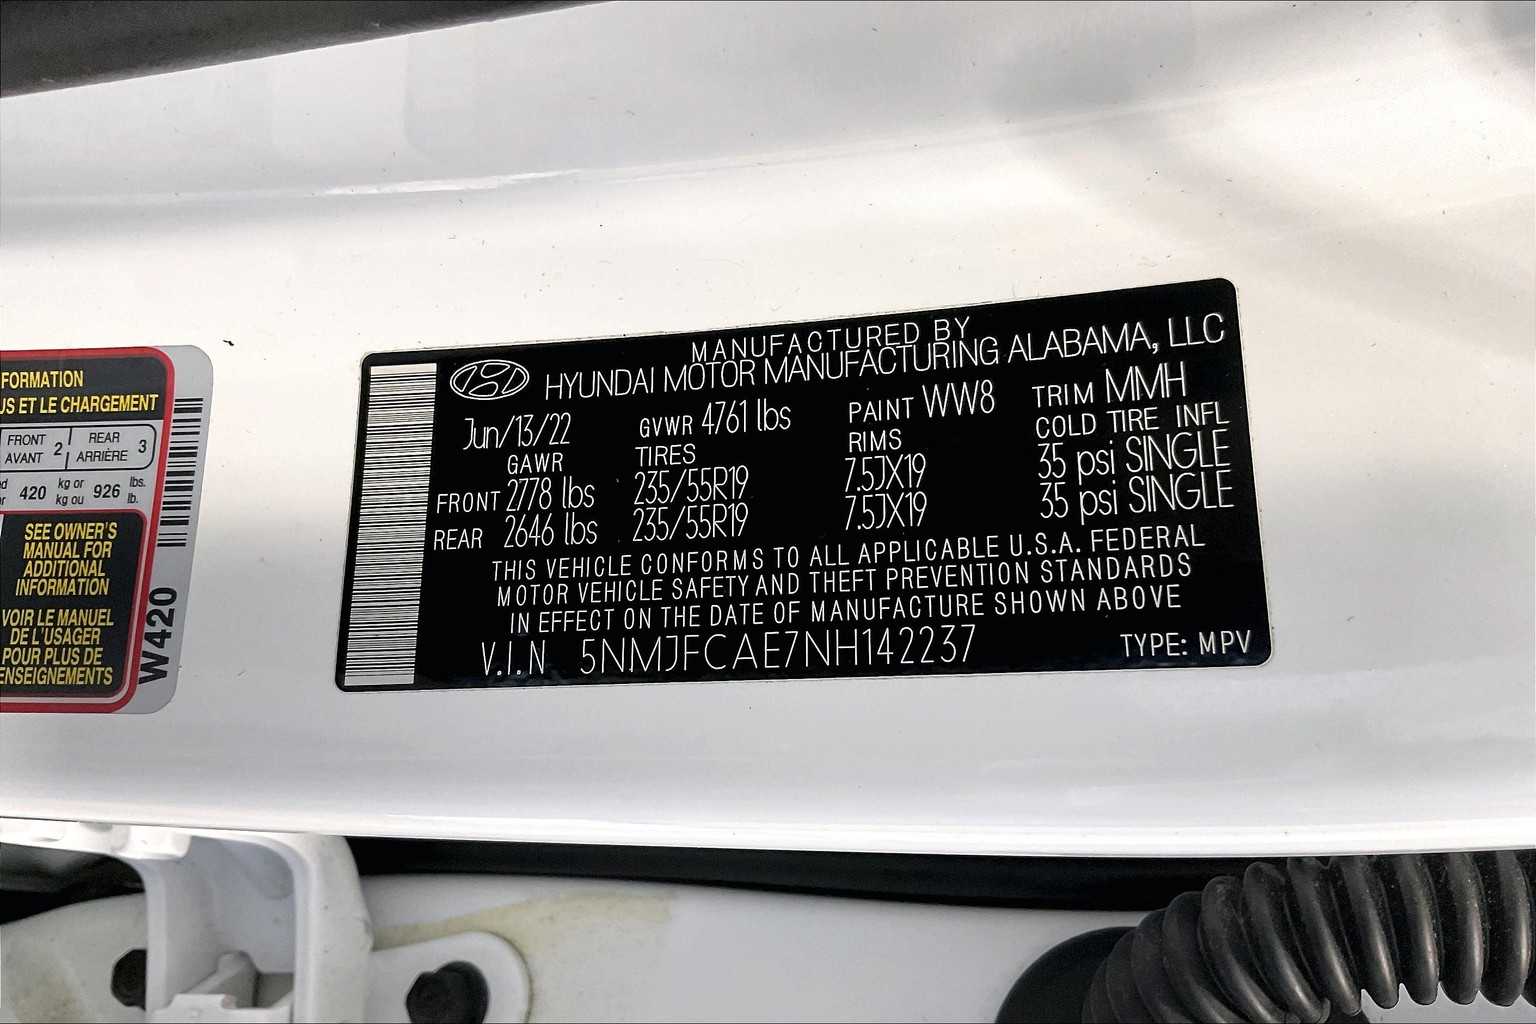 FORMATION
US ET LE CHARGEMENT
FRONT
AVANT 2
REAR
ARRIÈRE 3
420 kg or
kg ou 926 lbs.
lb.
SEE OWNER'S
MANUAL FOR
ADDITIONAL
INFORMATION
VOIR LE MANUEL
DE L'USAGER
POUR PLUS DE
ENSEIGNEMENTS
W420
MANUFACTURED BY
HYUNDAI MOTOR MANUFACTURING ALABAMA, LLC
Jun/13/22 GVWR 4761 lbs PAINT WW8 TRIM MMH
GAWR TIRES RIMS COLD TIRE INFL
FRONT 2778 lbs 235/55R19 7.5JX19 35 psi SINGLE
REAR 2646 lbs 235/55R19 7.5JX19 35 psi SINGLE
THIS VEHICLE CONFORMS TO ALL APPLICABLE U.S.A. FEDERAL
MOTOR VEHICLE SAFETY AND THEFT PREVENTION STANDARDS
IN EFFECT ON THE DATE OF MANUFACTURE SHOWN ABOVE
V.I.N 5NMJFCAE7NH142237 TYPE: MPV